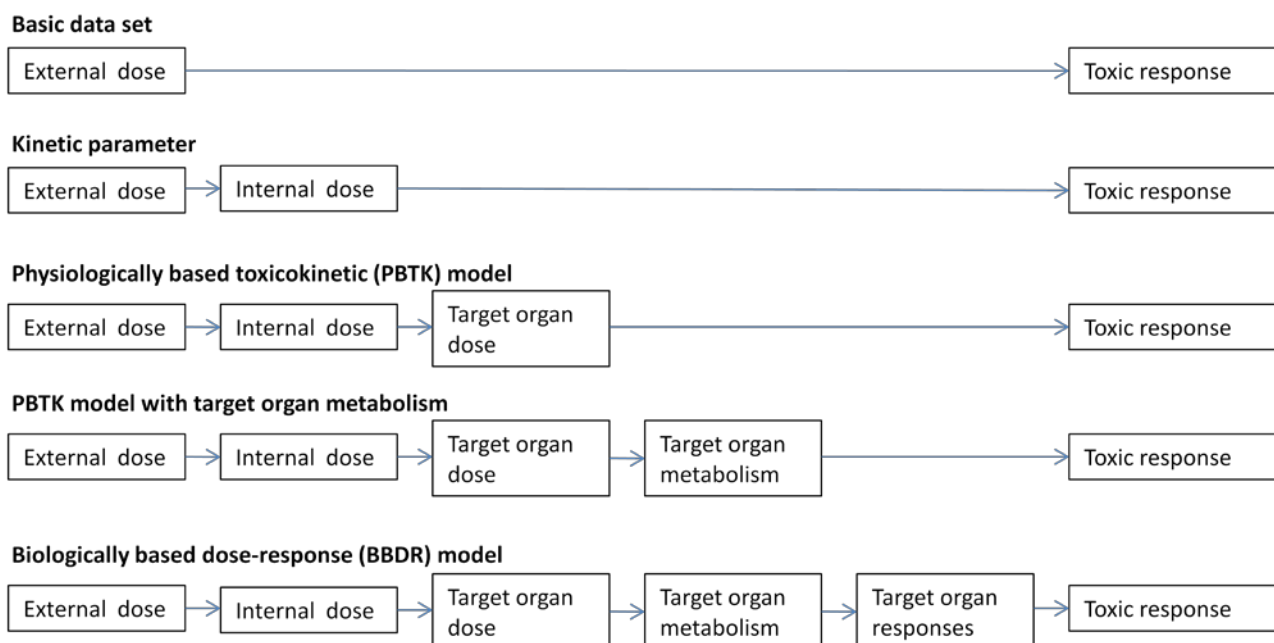 Basic data set
External dose
Toxic response
Kinetic parameter
External dose
Internal dose
Toxic response
Physiologically based toxicokinetic (PBTK) model
External dose
Internal dose
Target organ
dose
Toxic response
PBTK model with target organ metabolism
External dose
Internal dose
Target organ
dose
Target organ
metabolism
Toxic response
Biologically based dose-response (BBDR) model
External dose
Internal dose
Target organ
dose
Target organ
metabolism
Target organ
responses
Toxic response